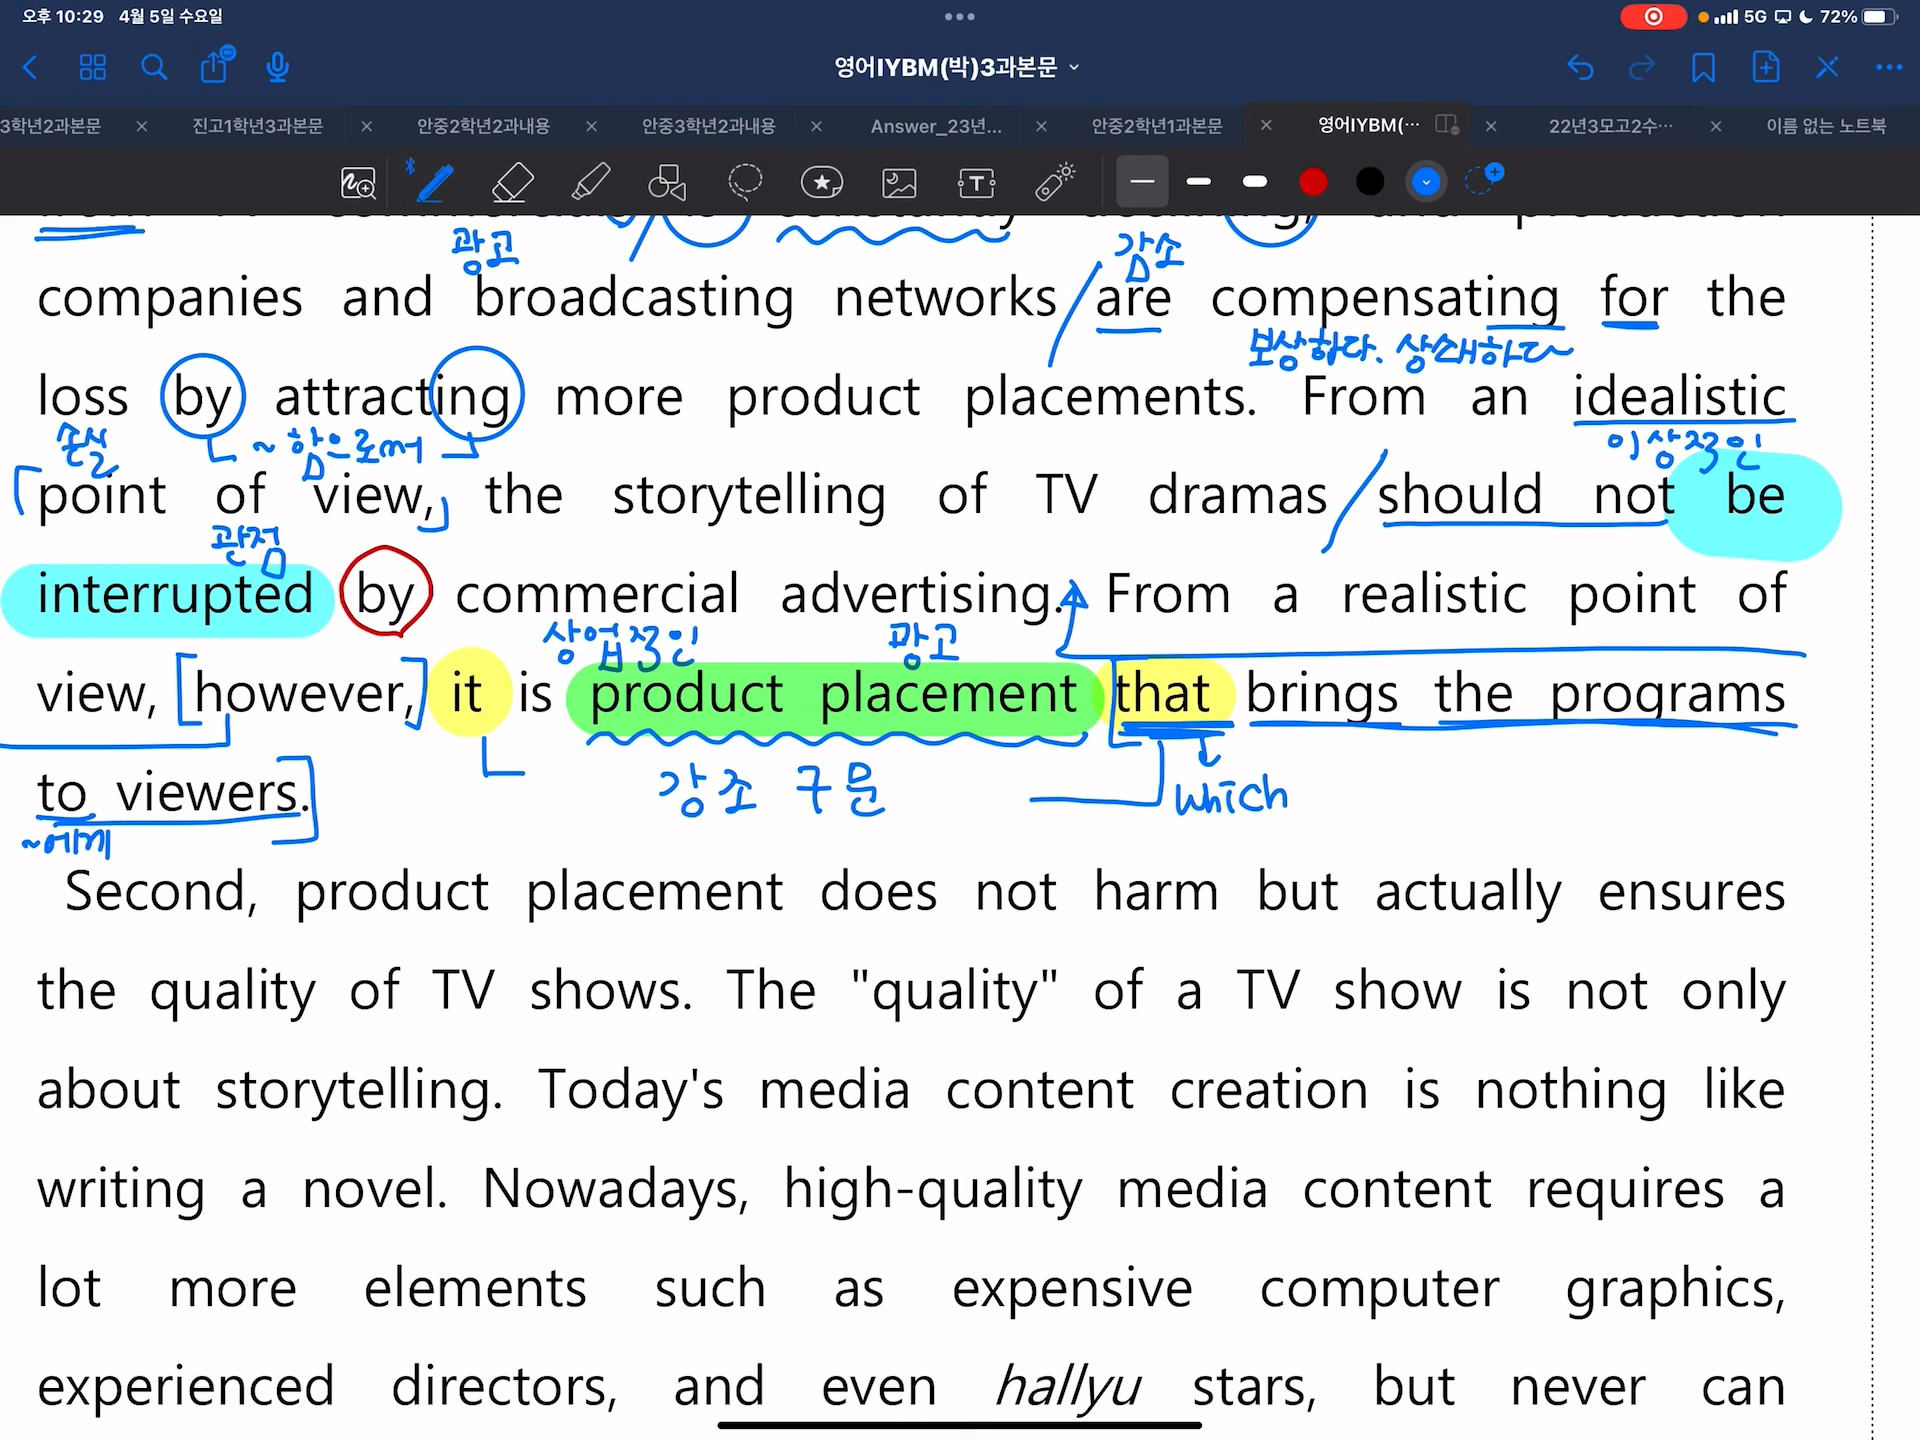 오후 10:29 4월 5일 수요일
5G 72%
영어IYBM(박)3과본문
3학년2과본문 진고1학년3과본문 안중2학년2과내용 안중3학년2과내용 Answer_23년... 안중2학년1과본문 영어IYBM(... 22년3모고2수... 이름 없는 노트북
광고 감소
companies and broadcasting networks are compensating for the
보상하다. 상쇄하다
loss by attracting more product placements. From an idealistic
손실 ~함으로써 이상적인
point of view, the storytelling of TV dramas should not be
관점
interrupted by commercial advertising. From a realistic point of
상업적인 광고
view, [however,] it is product placement that brings the programs
강조 구문 which
to viewers.]
~에게
Second, product placement does not harm but actually ensures
the quality of TV shows. The "quality" of a TV show is not only
about storytelling. Today's media content creation is nothing like
writing a novel. Nowadays, high-quality media content requires a
lot more elements such as expensive computer graphics,
experienced directors, and even hallyu stars, but never can